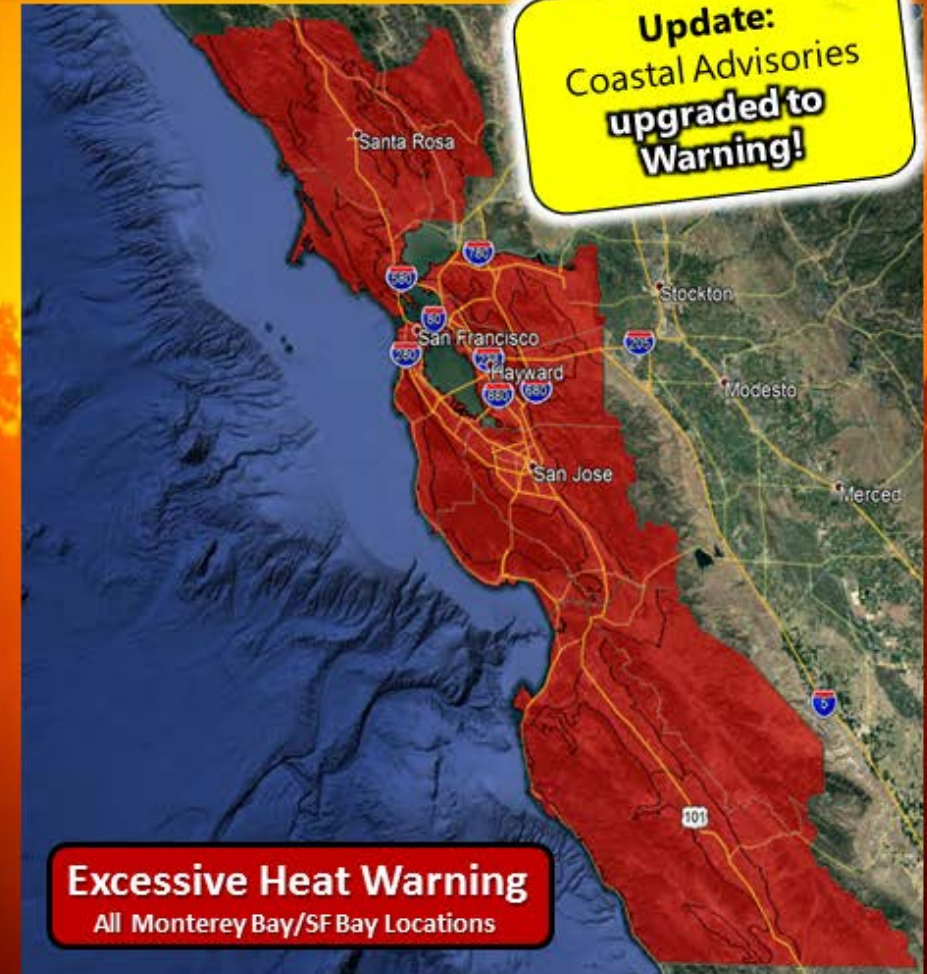 Update:
Coastal Advisories
upgraded to
Warning!
Santa Rosa
780
580
80
Stockton
San Francisco
280
205
Hayward
880
680
Modesto
San Jose
Merced
5
101
Excessive Heat Warning
All Monterey Bay/SF Bay Locations